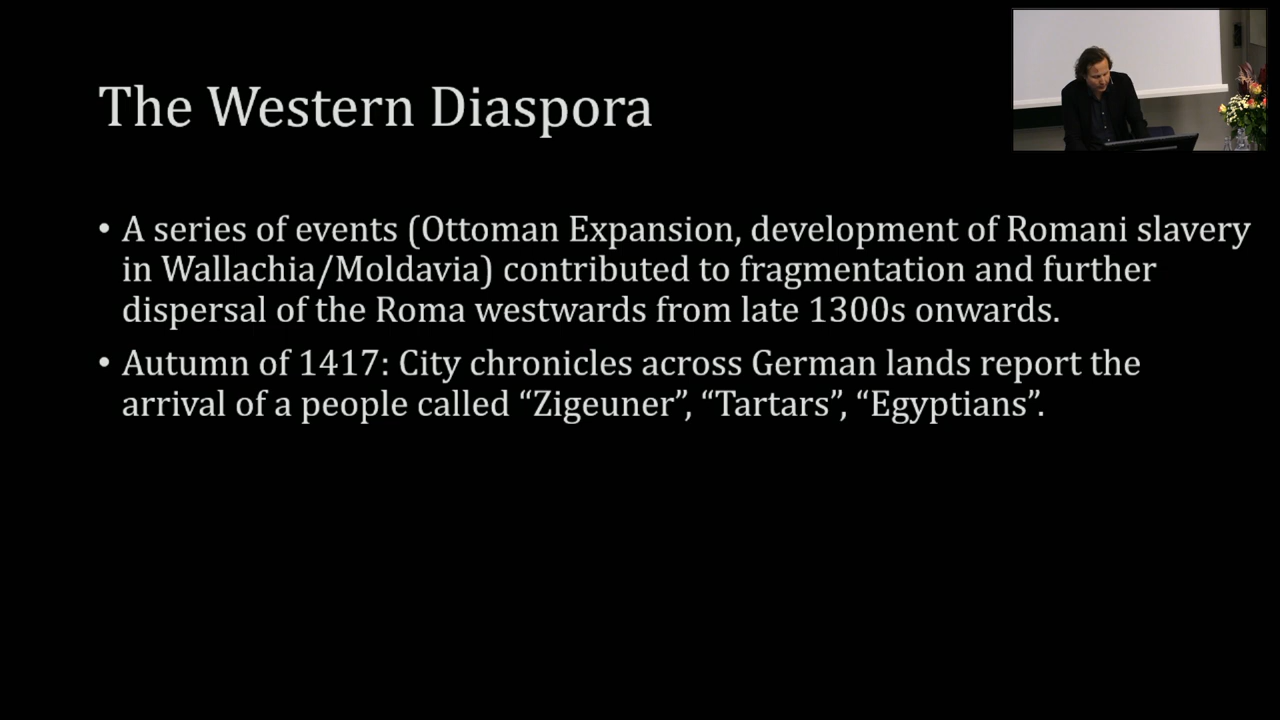 The Western Diaspora
• A series of events (Ottoman Expansion, development of Romani slavery
in Wallachia/Moldavia) contributed to fragmentation and further
dispersal of the Roma westwards from late 1300s onwards.
• Autumn of 1417: City chronicles across German lands report the
arrival of a people called “Zigeuner”, “Tartars”, “Egyptians”.